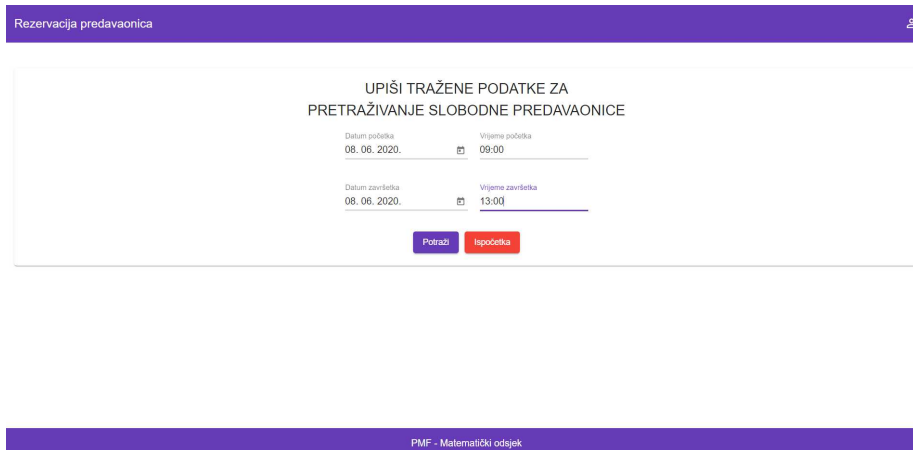 Rezervacija predavaonica
UPIŠI TRAŽENE PODATKE ZA
PRETRAŽIVANJE SLOBODNE PREDAVAONICE
Datum početka
Vrijeme početka
08. 06. 2020.
09:00
Datum završetka
Vrijeme završetka
08. 06. 2020.
13:00
Potraži
Ispočetka
PMF - Matematički odsjek